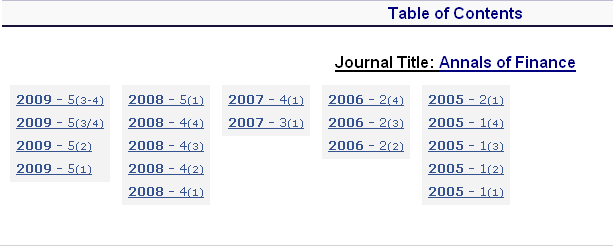 Table of Contents
Journal Title: Annals of Finance
2009 - 5(3-4)
2009 - 5(3/4)
2009 - 5(2)
2009 - 5(1)
2008 - 5(1)
2008 - 4(4)
2008 - 4(3)
2008 - 4(2)
2008 - 4(1)
2007 - 4(1)
2007 - 3(1)
2006 - 2(4)
2006 - 2(3)
2006 - 2(2)
2005 - 2(1)
2005 - 1(4)
2005 - 1(3)
2005 - 1(2)
2005 - 1(1)